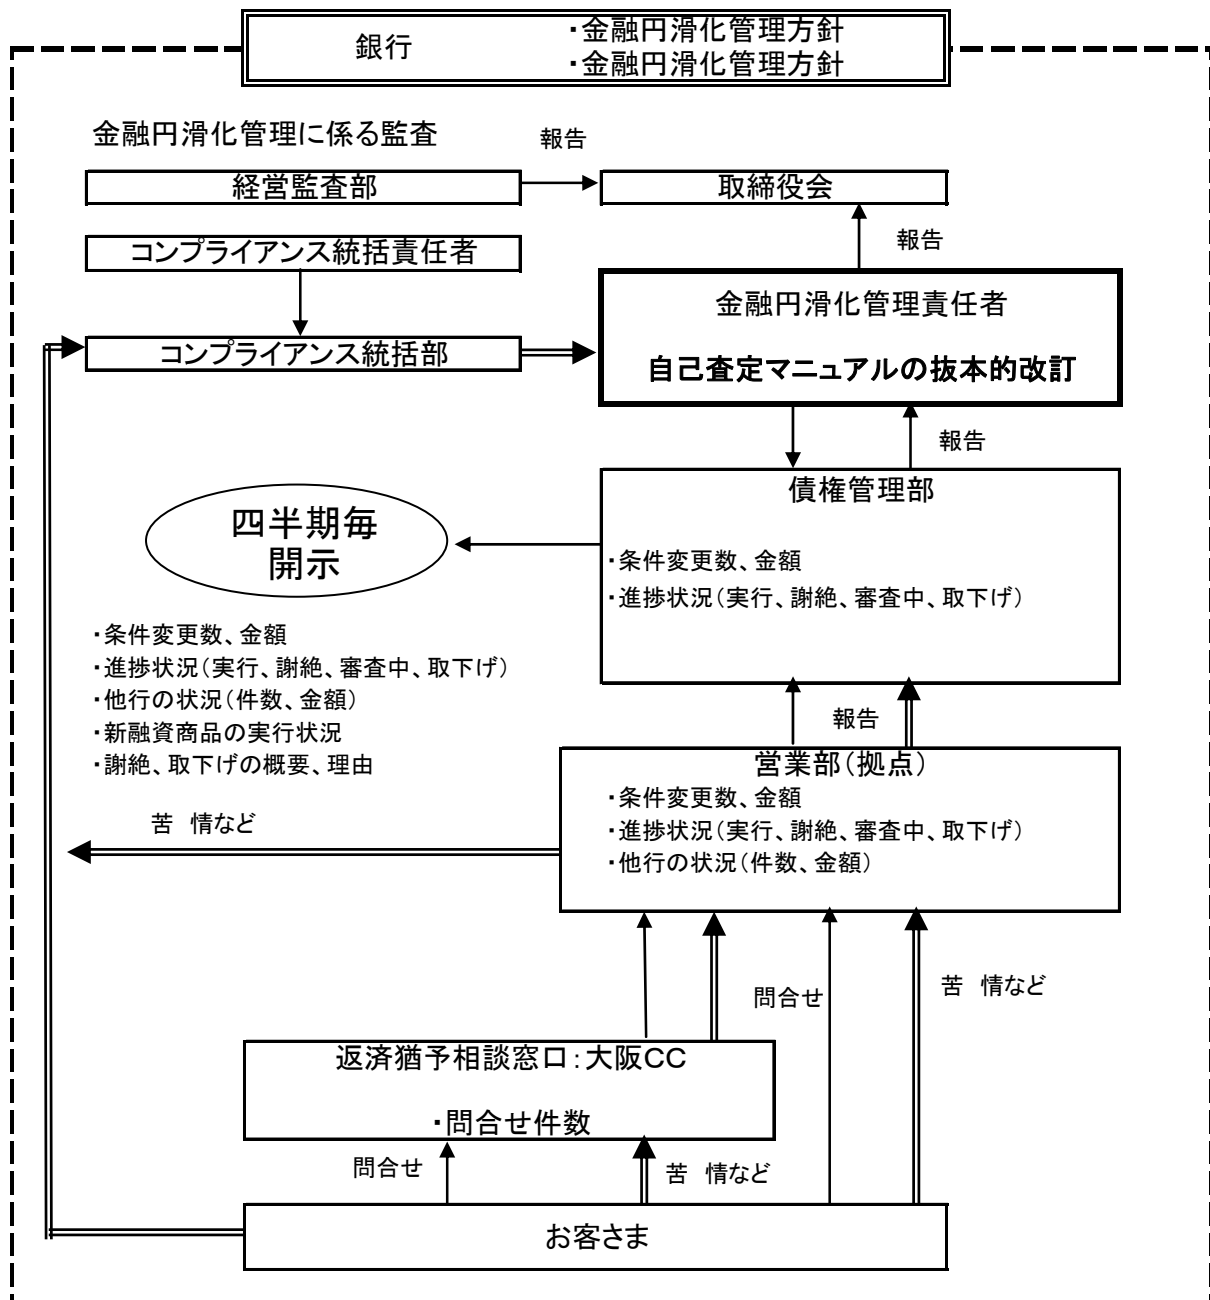 銀行
・金融円滑化管理方針
・金融円滑化管理方針
金融円滑化管理に係る監査
報告
経営監査部
取締役会
コンプライアンス統括責任者
報告
金融円滑化管理責任者
コンプライアンス統括部
自己査定マニュアルの抜本的改訂
報告
債権管理部
四半期毎
開示
・条件変更数、金額
・進捗状況（実行、謝絶、審査中、取下げ）
・条件変更数、金額
・進捗状況（実行、謝絶、審査中、取下げ）
・他行の状況（件数、金額）
・新融資商品の実行状況
・謝絶、取下げの概要、理由
報告
営業部（拠点）
・条件変更数、金額
・進捗状況（実行、謝絶、審査中、取下げ）
・他行の状況（件数、金額）
苦　情など
問合せ
苦　情など
返済猶予相談窓口：大阪CC
・問合せ件数
問合せ
苦　情など
お客さま